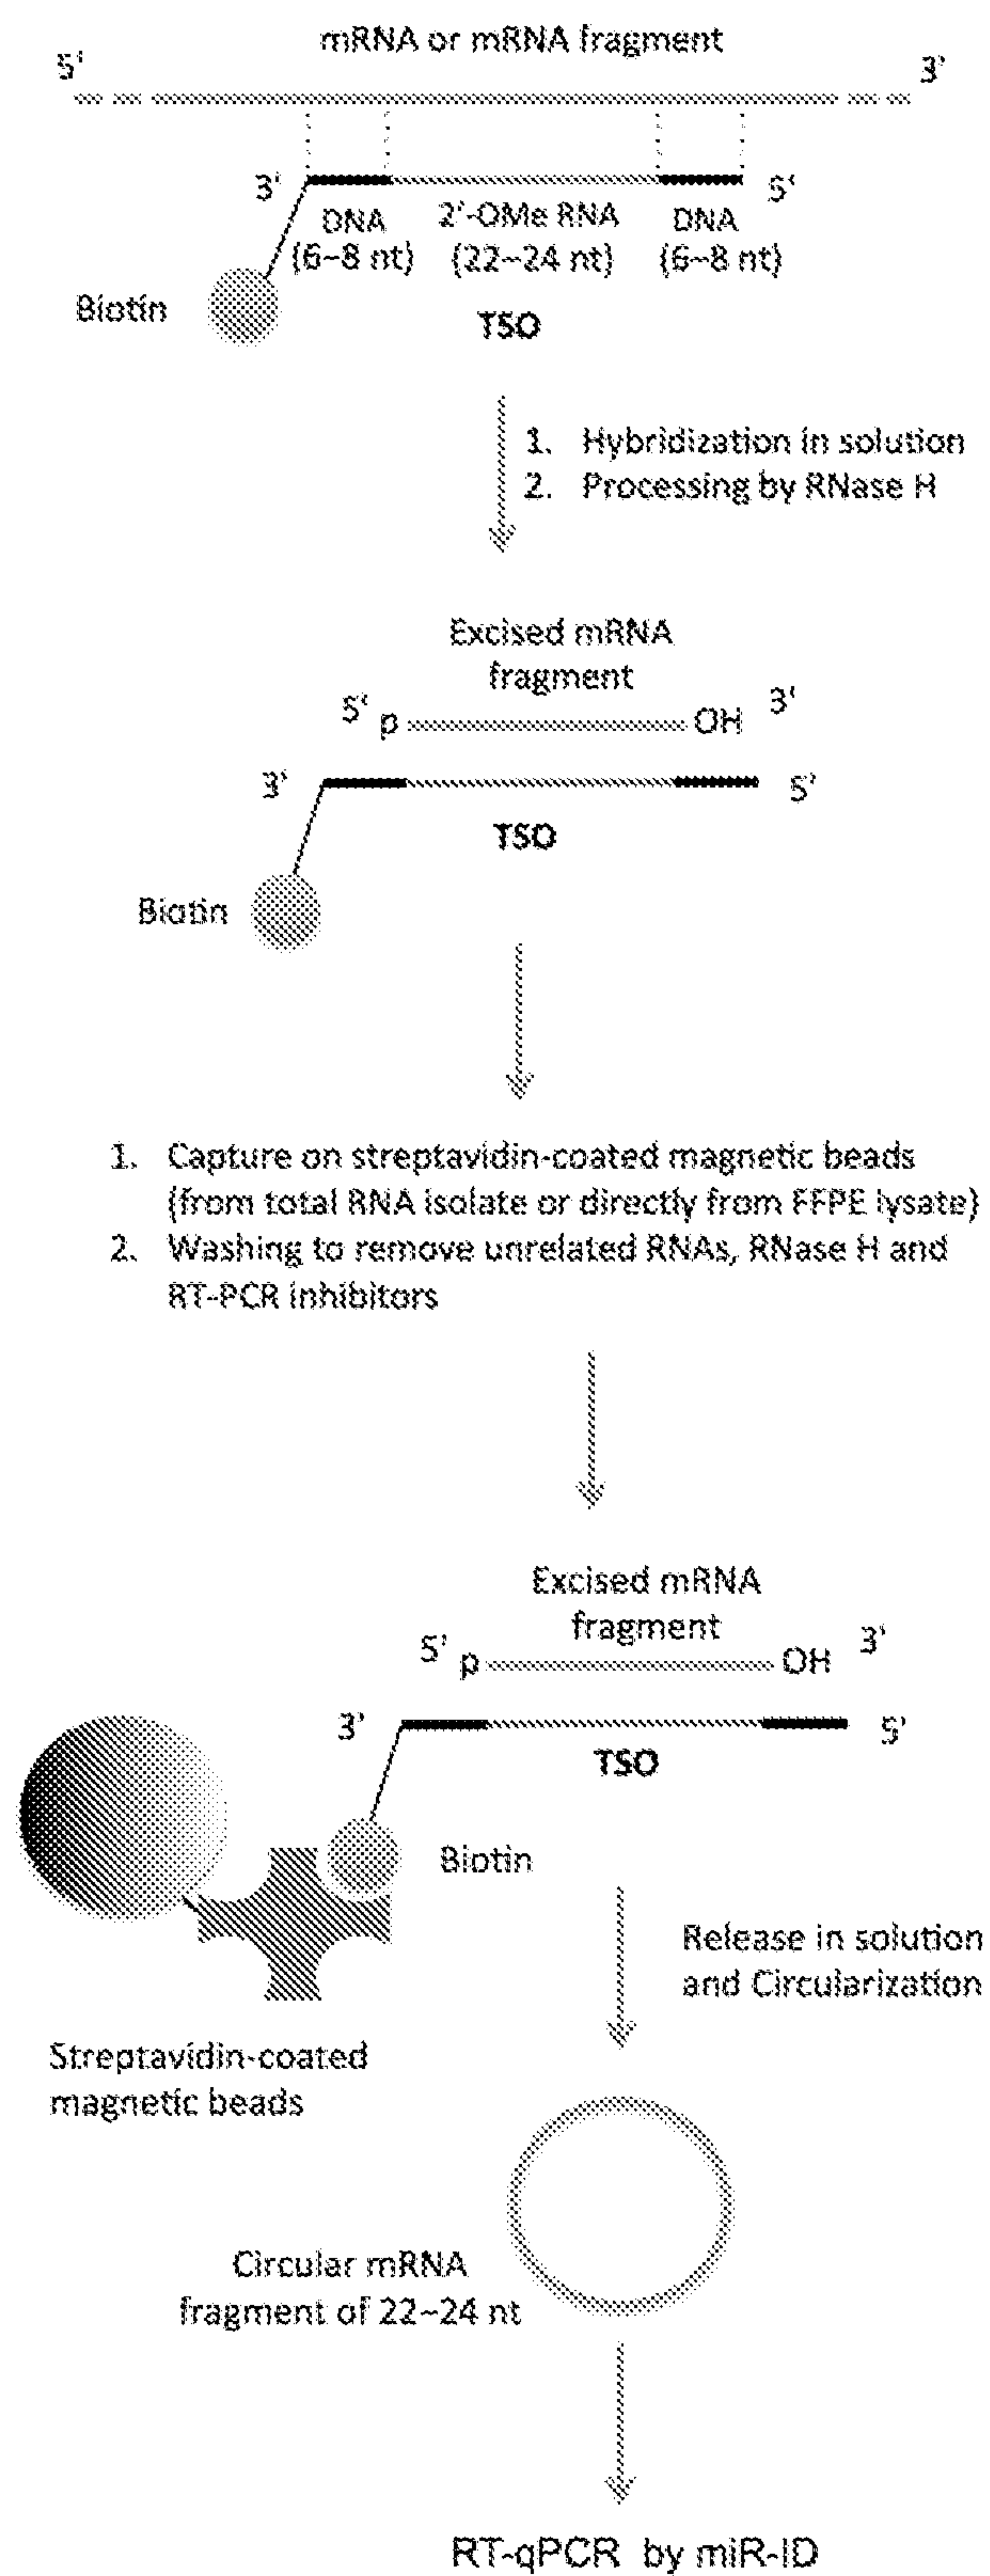 mRNA or mRNA fragment
5' 3'
3' 5'
DNA 2'-OMe RNA DNA
(6–8 nt) (22–24 nt) (6–8 nt)
Biotin
TSO
1. Hybridization in solution
2. Processing by RNase H
Excised mRNA
fragment
5' p OH 3'
3' 5'
TSO
Biotin
1. Capture on streptavidin-coated magnetic beads
(from total RNA isolate or directly from FFPE lysate)
2. Washing to remove unrelated RNAs, RNase H and
RT-PCR inhibitors
Excised mRNA
fragment
5' p OH 3'
3' 5'
TSO
Biotin
Release in solution
and Circularization
Streptavidin-coated
magnetic beads
Circular mRNA
fragment of 22–24 nt
RT-qPCR by miR-ID